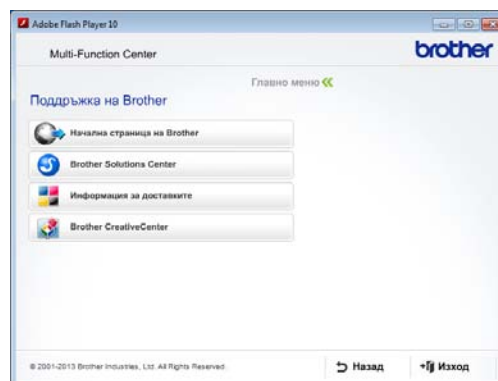 Adobe Flash Player 10
Multi-Function Center
brother
Главно меню
Поддръжка на Brother
Начална страница на Brother
Brother Solutions Center
Информация за доставките
Brother CreativeCenter
© 2001-2013 Brother Industries, Ltd. All Rights Reserved.
Назад
Изход